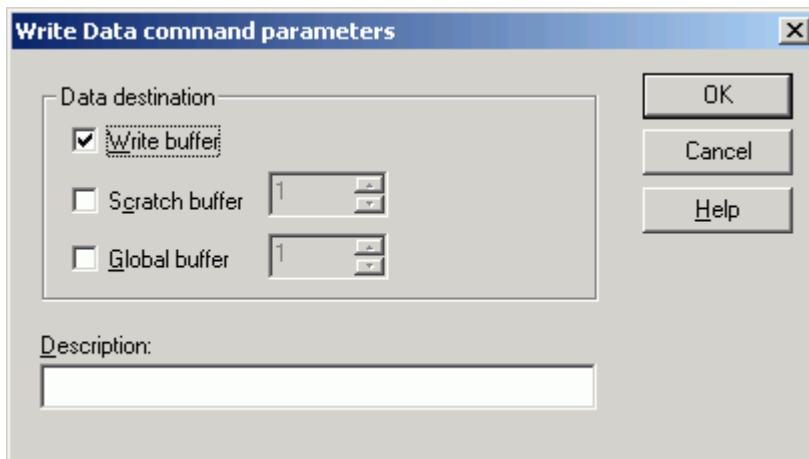 Write Data command parameters
Data destination
Write buffer
Scratch buffer 1
Global buffer 1
Description:
OK
Cancel
Help